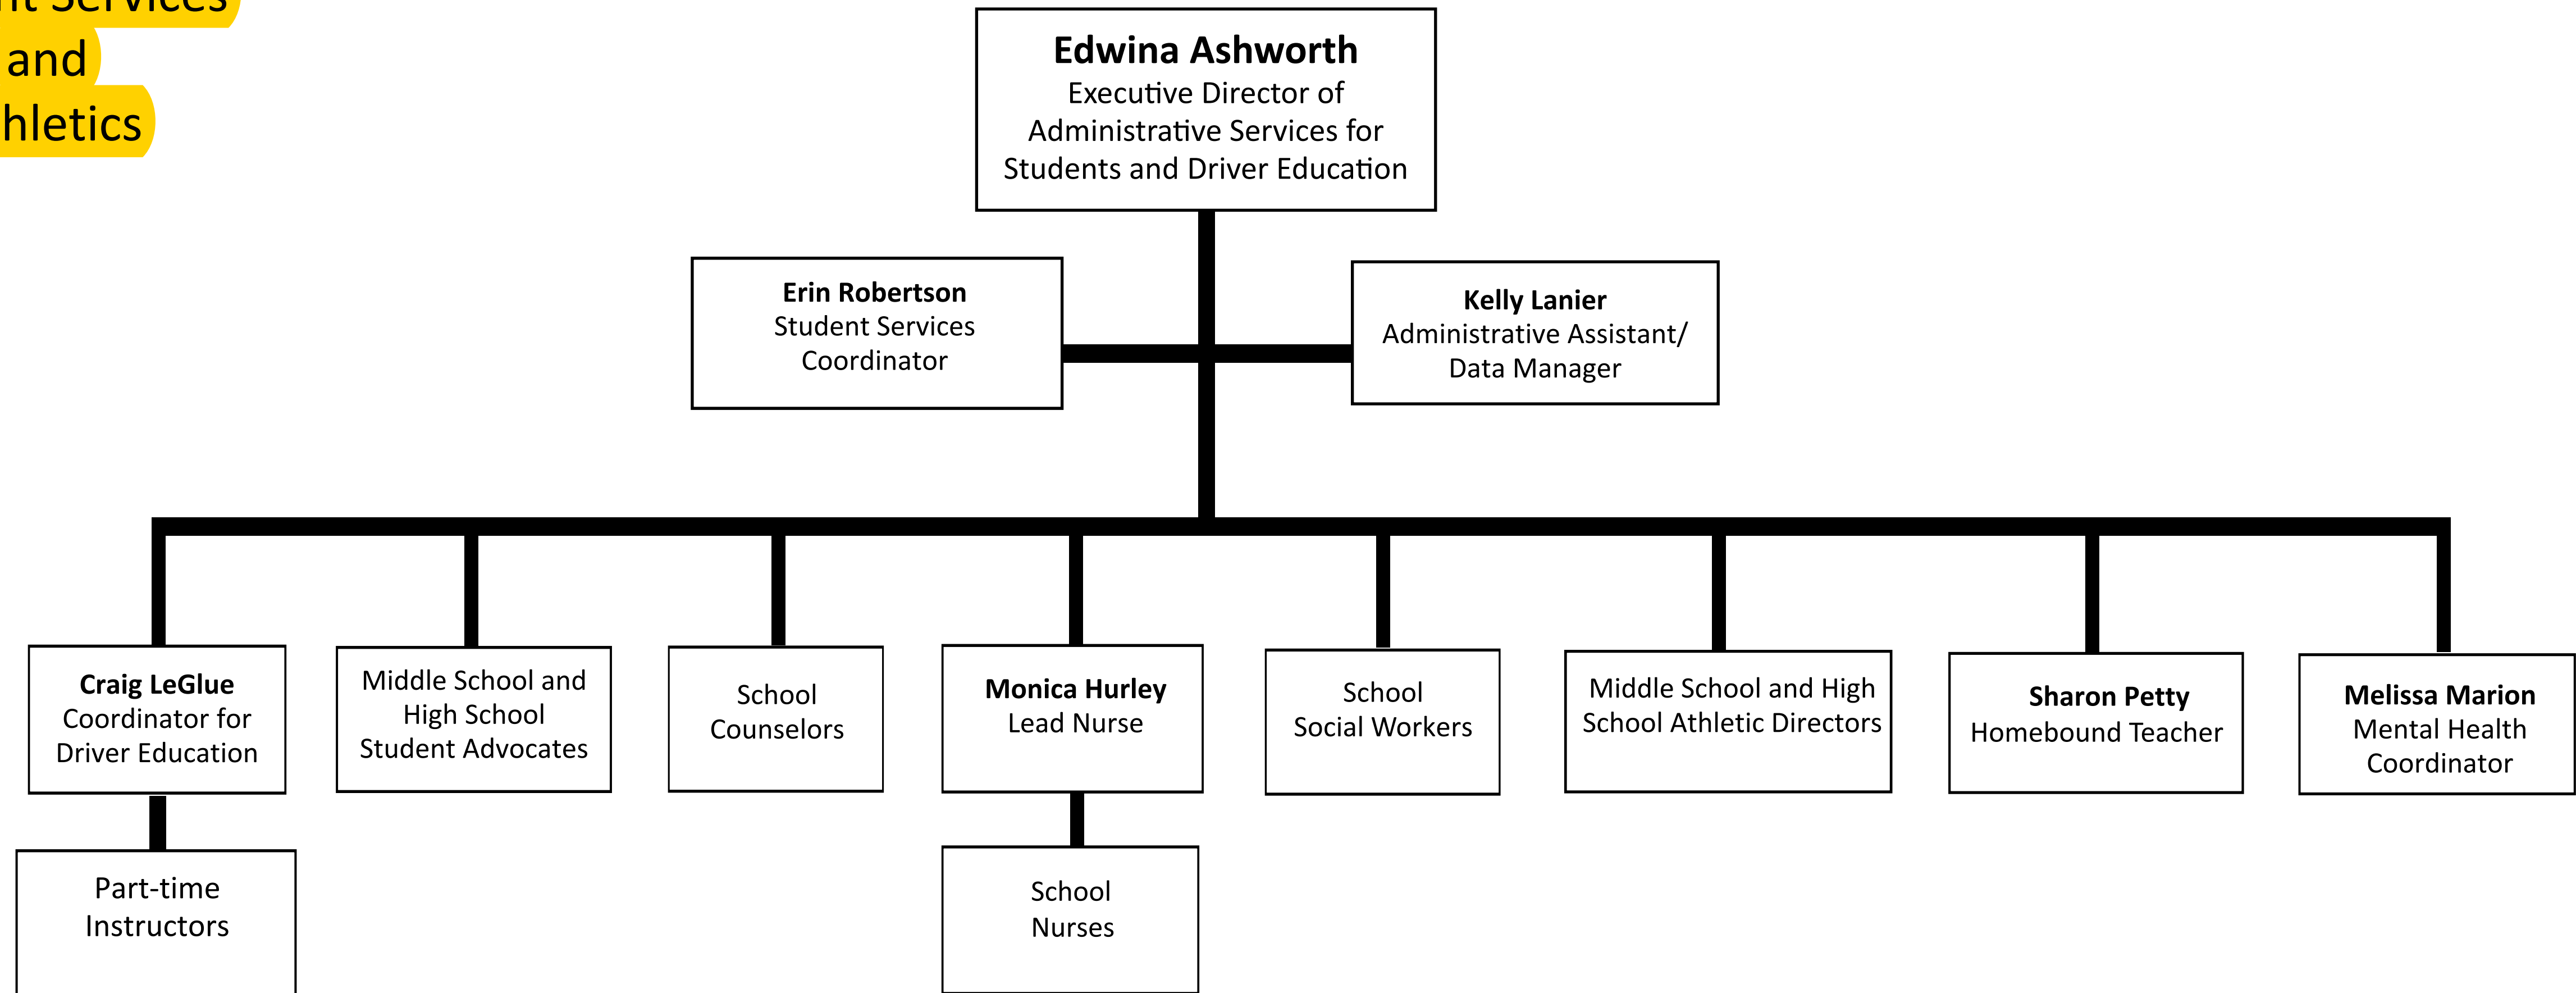 Services
and
Edwina Ashworth
Executive Director of
Administrative Services for
Students and Driver Education
Erin Robertson
Student Services
Coordinator
Kelly Lanier
Administrative Assistant/
Data Manager
Craig LeGlue
Coordinator for
Driver Education
Middle School and
High School
Student Advocates
School
Counselors
Monica Hurley
Lead Nurse
School
Social Workers
Middle School and High
School Athletic Directors
Sharon Petty
Homebound Teacher
Melissa Marion
Mental Health
Coordinator
Part-time
Instructors
School
Nurses